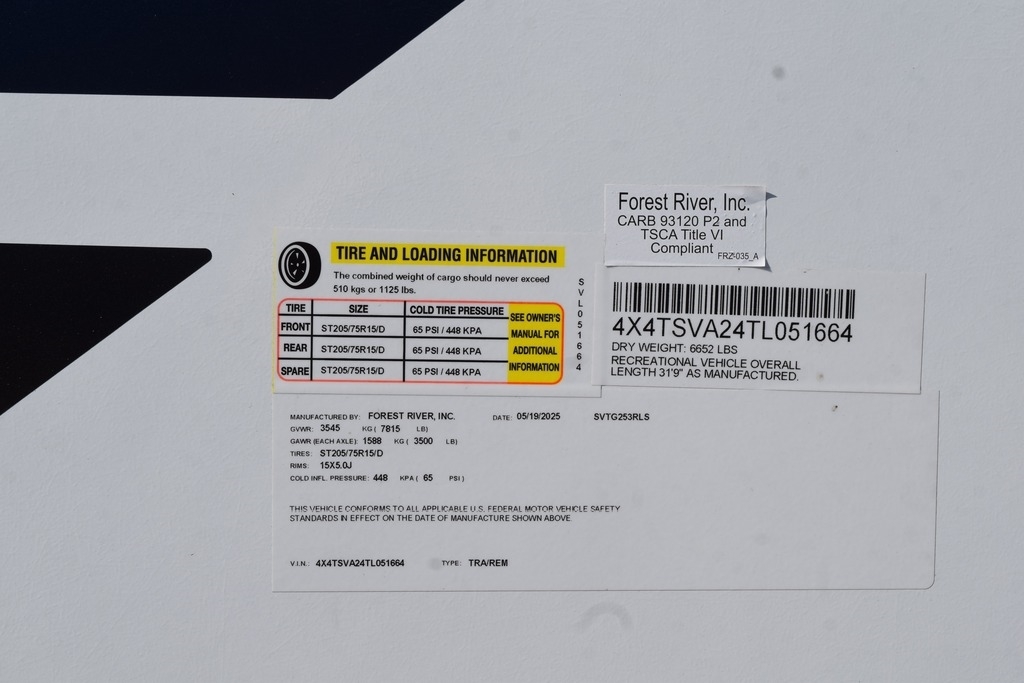 Forest River, Inc.
CARB 93120 P2 and
TSCA Title VI
Compliant
FRZ-035_A
TIRE AND LOADING INFORMATION
The combined weight of cargo should never exceed
510 kgs or 1125 lbs.
TIRE SIZE COLD TIRE PRESSURE
FRONT ST205/75R15/D 65 PSI / 448 KPA
REAR ST205/75R15/D 65 PSI / 448 KPA
SPARE ST205/75R15/D 65 PSI / 448 KPA
SEE OWNER'S
MANUAL FOR
ADDITIONAL
INFORMATION
SVL051664
4X4TSVA24TL051664
DRY WEIGHT: 6652 LBS
RECREATIONAL VEHICLE OVERALL
LENGTH 31'9" AS MANUFACTURED.
MANUFACTURED BY: FOREST RIVER, INC. DATE: 05/19/2025 SVTG253RLS
GVWR: 3545 KG ( 7815 LB)
GAWR (EACH AXLE): 1588 KG ( 3500 LB)
TIRES: ST205/75R15/D
RIMS: 15X5.0J
COLD INFL. PRESSURE: 448 KPA ( 65 PSI )
THIS VEHICLE CONFORMS TO ALL APPLICABLE U.S. FEDERAL MOTOR VEHICLE SAFETY
STANDARDS IN EFFECT ON THE DATE OF MANUFACTURE SHOWN ABOVE.
V.I.N.: 4X4TSVA24TL051664 TYPE: TRA/REM